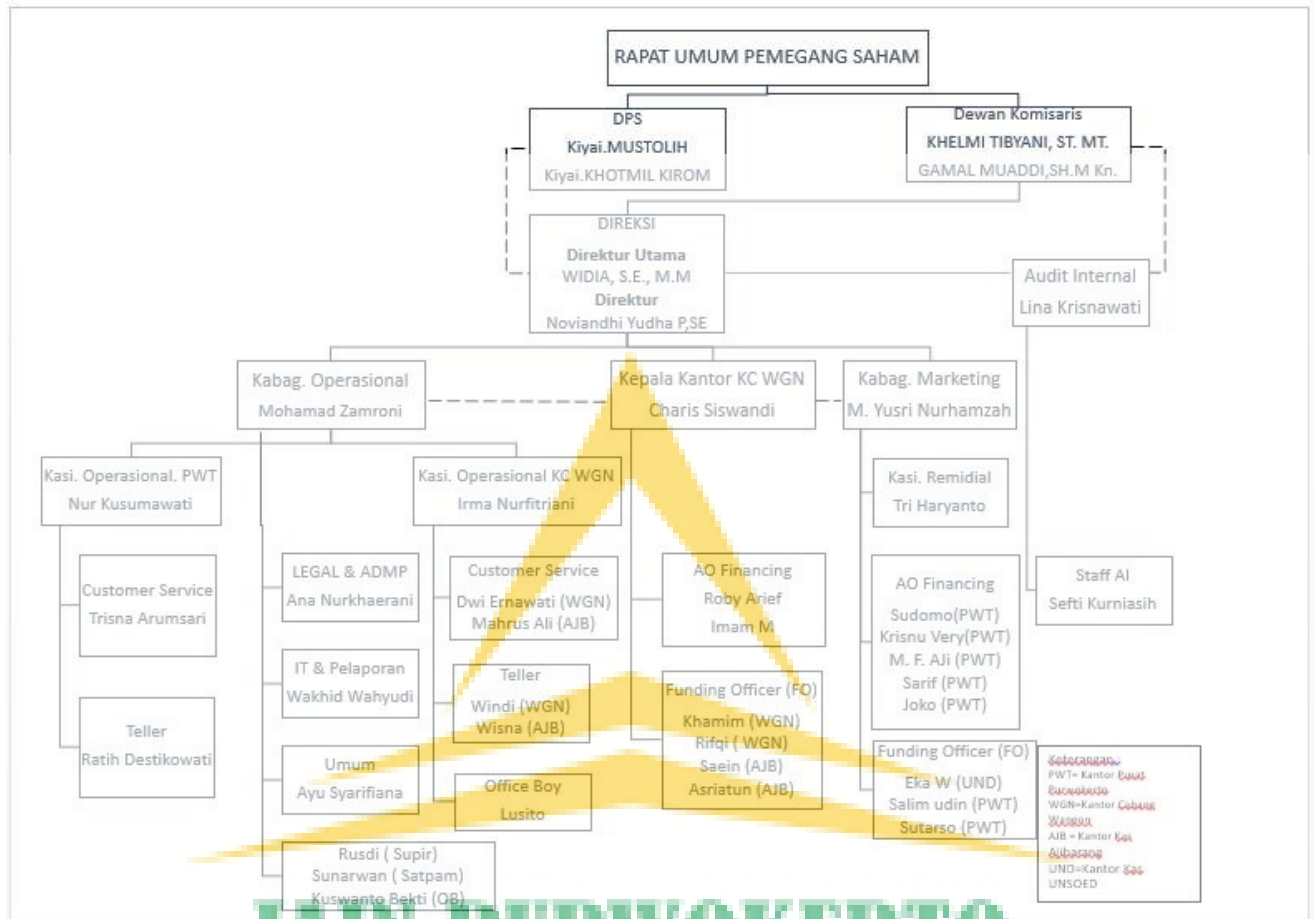 RAPAT UMUM PEMEGANG SAHAM
DPS
Kiyai.MUSTOLIH
Kiyai.KHOTMIL KIROM
Dewan Komisaris
KHELMI TIBYANI, ST. MT.
GAMAL MUADDI,SH.M Kn.
DIREKSI
Direktur Utama
WIDIA, S.E., M.M
Direktur
Noviandhi Yudha P,SE
Audit Internal
Lina Krisnawati
Kabag. Operasional
Mohamad Zamroni
Kepala Kantor KC WGN
Charis Siswandi
Kabag. Marketing
M. Yusri Nurhamzah
Kasi. Operasional. PWT
Nur Kusumawati
Kasi. Operasional KC WGN
Irma Nurfitriani
Kasi. Remidial
Tri Haryanto
Customer Service
Trisna Arumsari
LEGAL & ADMP
Ana Nurkhaerani
Customer Service
Dwi Ernawati (WGN)
Mahrus Ali (AJB)
AO Financing
Roby Arief
Imam M
AO Financing
Sudomo(PWT)
Krisnu Very(PWT)
M. F. AJi (PWT)
Sarif (PWT)
Joko (PWT)
Staff AI
Sefti Kurniasih
Teller
Ratih Destikowati
IT & Pelaporan
Wakhid Wahyudi
Teller
Windi (WGN)
Wisna (AJB)
Funding Officer (FO)
Khamim (WGN)
Rifqi ( WGN)
Saein (AJB)
Asriatun (AJB)
Umum
Ayu Syarifiana
Office Boy
Lusito
Funding Officer (FO)
Eka W (UND)
Salim udin (PWT)
Sutarso (PWT)
Rusdi ( Supir)
Sunarwan ( Satpam)
Kuswanto Bekti (OB)
Keterangan
PWT= Kantor Pusat
Purwokerto
WGN=Kantor Cabang
Wangon
AJB = Kantor Kas
Ajibarang
UND=Kantor Kas
UNSOED